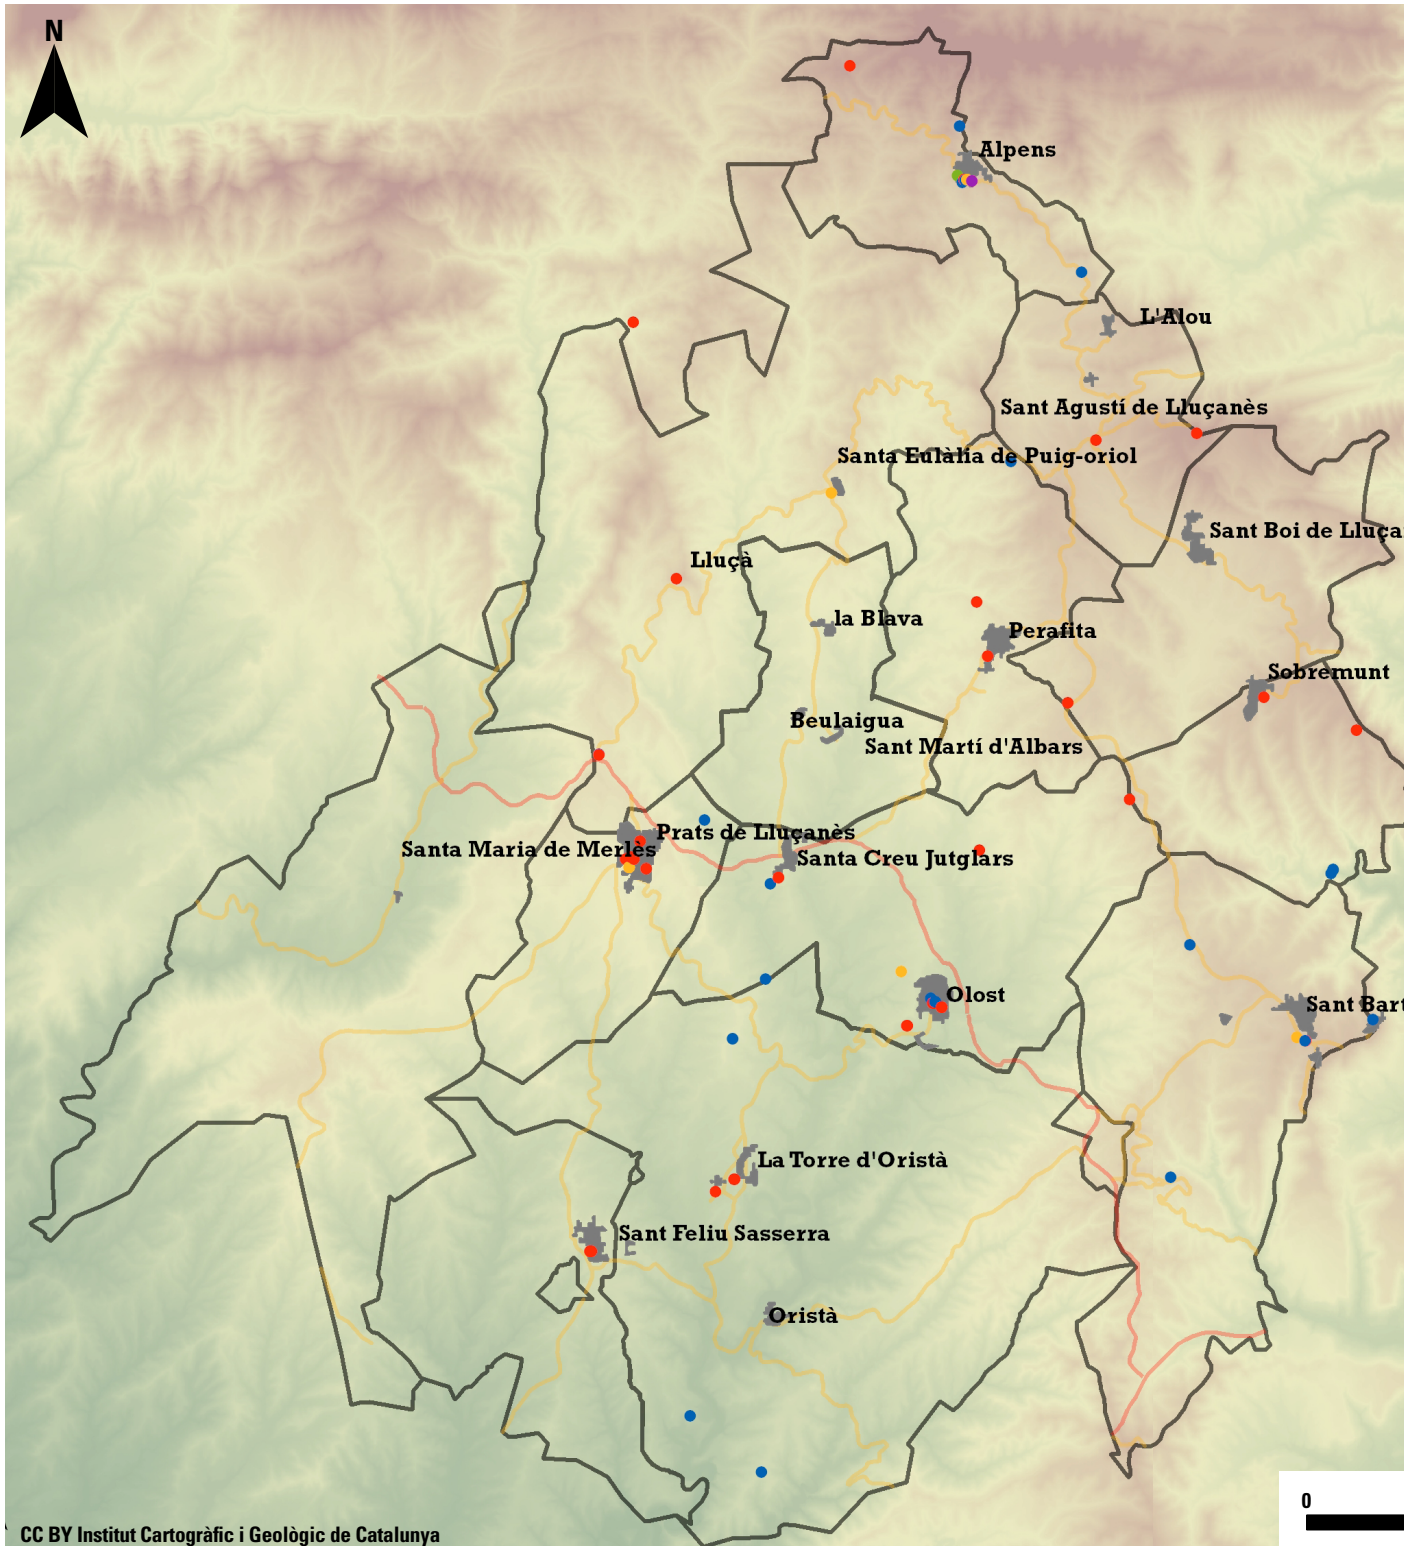 N
Alpens
L'Alou
Sant Agustí de Lluçanès
Santa Eulàlia de Puig-oriol
Sant Boi de Lluça
Lluçà
la Blava
Perafita
Sobremunt
Beulaigua
Sant Martí d'Albars
Prats de Lluçanès
Santa Maria de Merlès
Santa Creu Jutglars
Olost
Sant Bart
La Torre d'Oristà
Sant Feliu Sasserra
Oristà
0
CC BY Institut Cartogràfic i Geològic de Catalunya